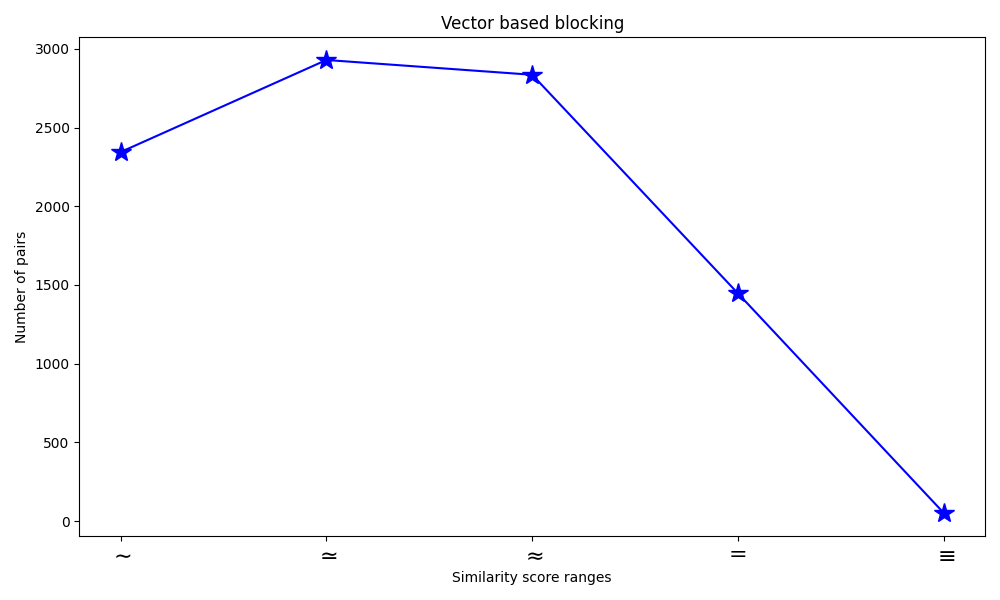 Vector based blocking
3000
2500
2000
1500
1000
500
0
Number of pairs
∼ ≃ ≈ = ≡
Similarity score ranges